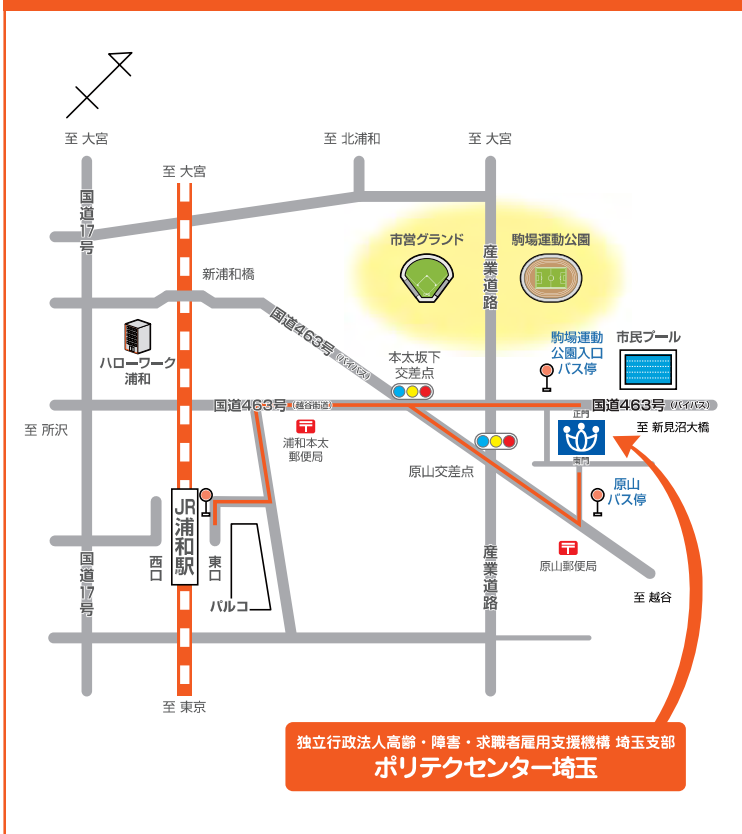 至 大宮
至 北浦和
至 大宮
至 大宮
国道17号
市営グランド
駒場運動公園
産業道路
新浦和橋
国道463号(バイパス)
駒場運動
公園入口
バス停
市民プール
ハローワーク
浦和
本太坂下
交差点
国道463号(越谷街道)
国道463号(バイパス)
正門
至 所沢
至 新見沼大橋
浦和本太
郵便局
原山交差点
南門
原山
バス停
JR浦和駅
西口
東口
国道17号
産業道路
原山郵便局
パルコ
至 越谷
至 東京
独立行政法人高齢・障害・求職者雇用支援機構 埼玉支部
ポリテクセンター埼玉